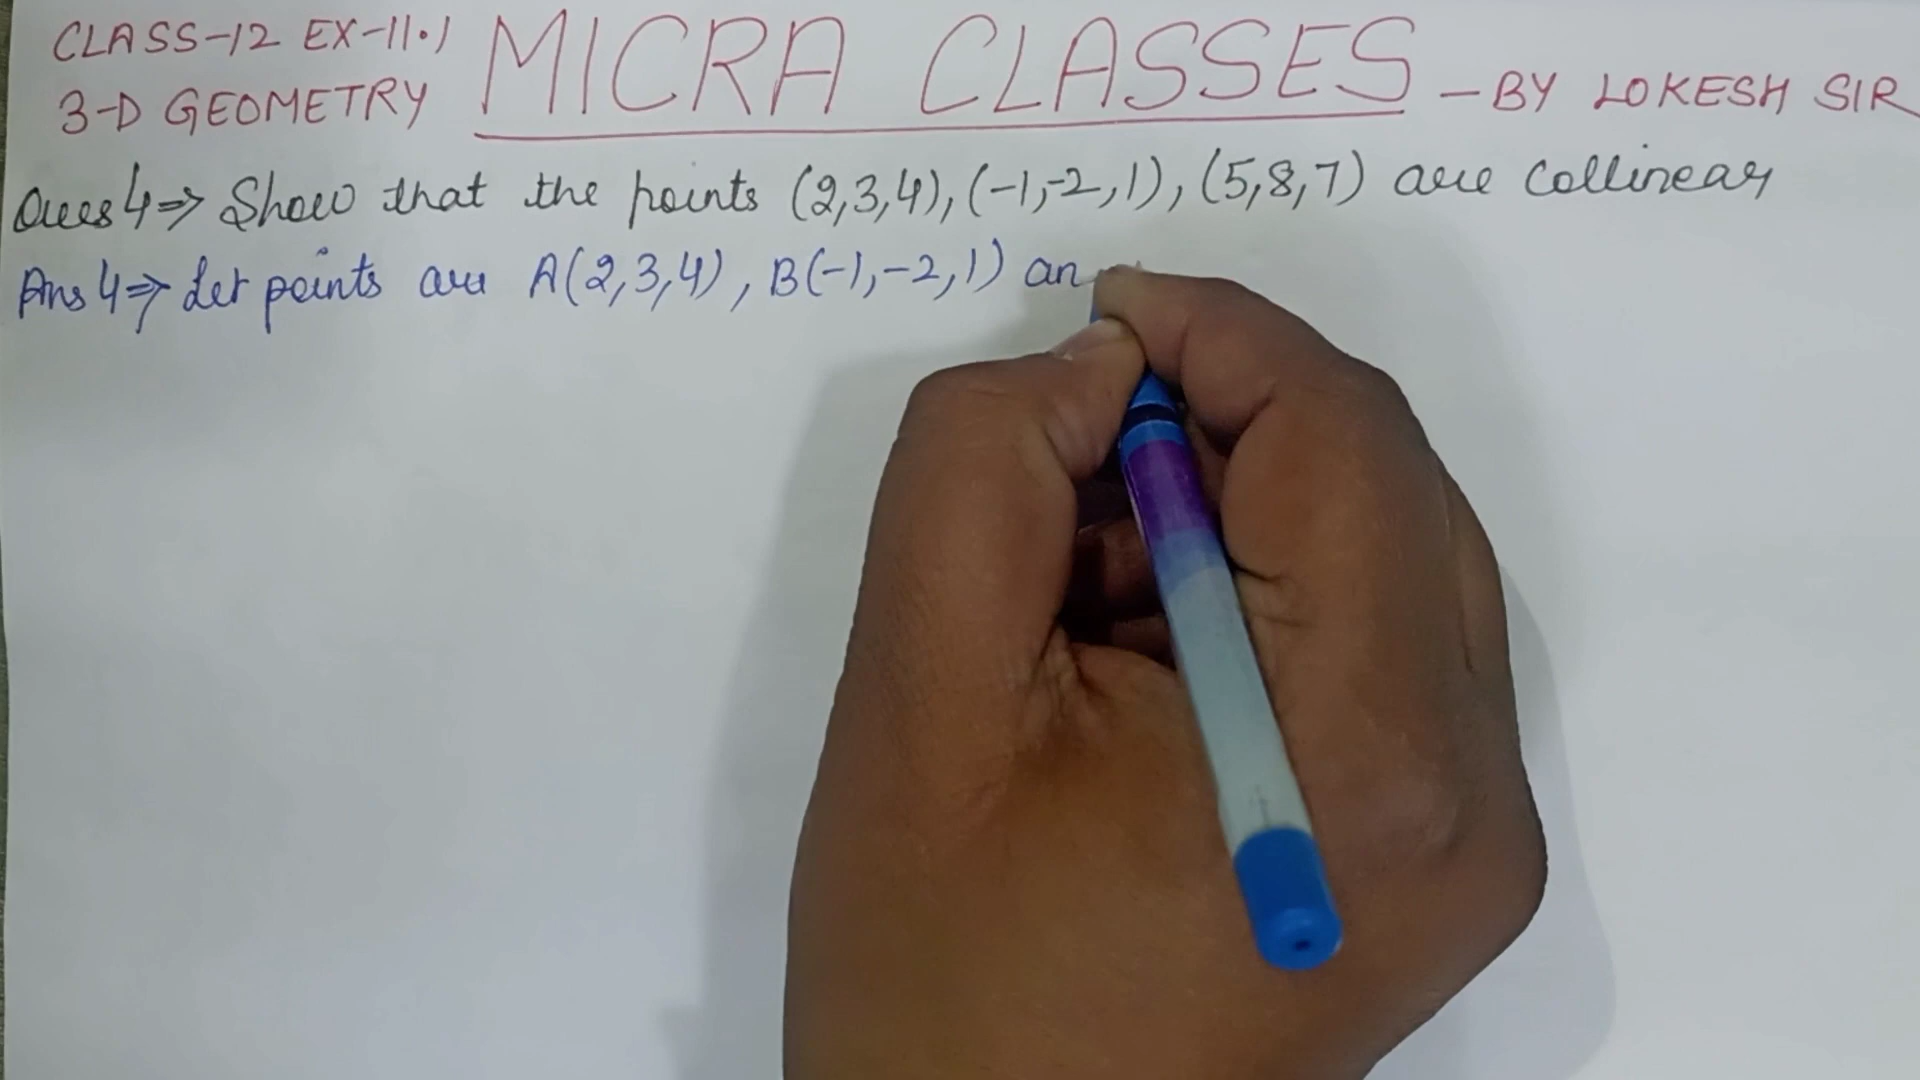 CLASS-12 EX-11.1 MICRA CLASSES - BY LOKESH SIR
3-D GEOMETRY
Ques 4⇒ Show that the points (2,3,4), (-1,-2,1), (5,8,7) are collinear
Ans 4⇒ Let points are A(2,3,4), B(-1,-2,1) an